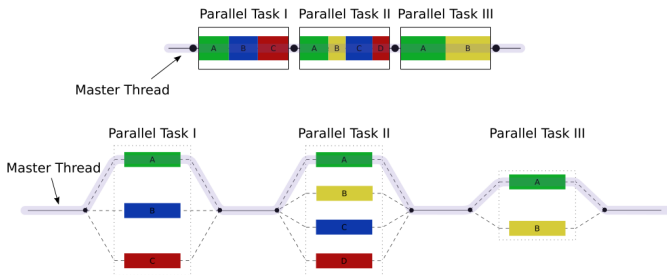 Parallel Task I Parallel Task II Parallel Task III
A B C A B C D A B
Master Thread
Parallel Task I Parallel Task II Parallel Task III
Master Thread
A A
A
B
B
B
C
C D